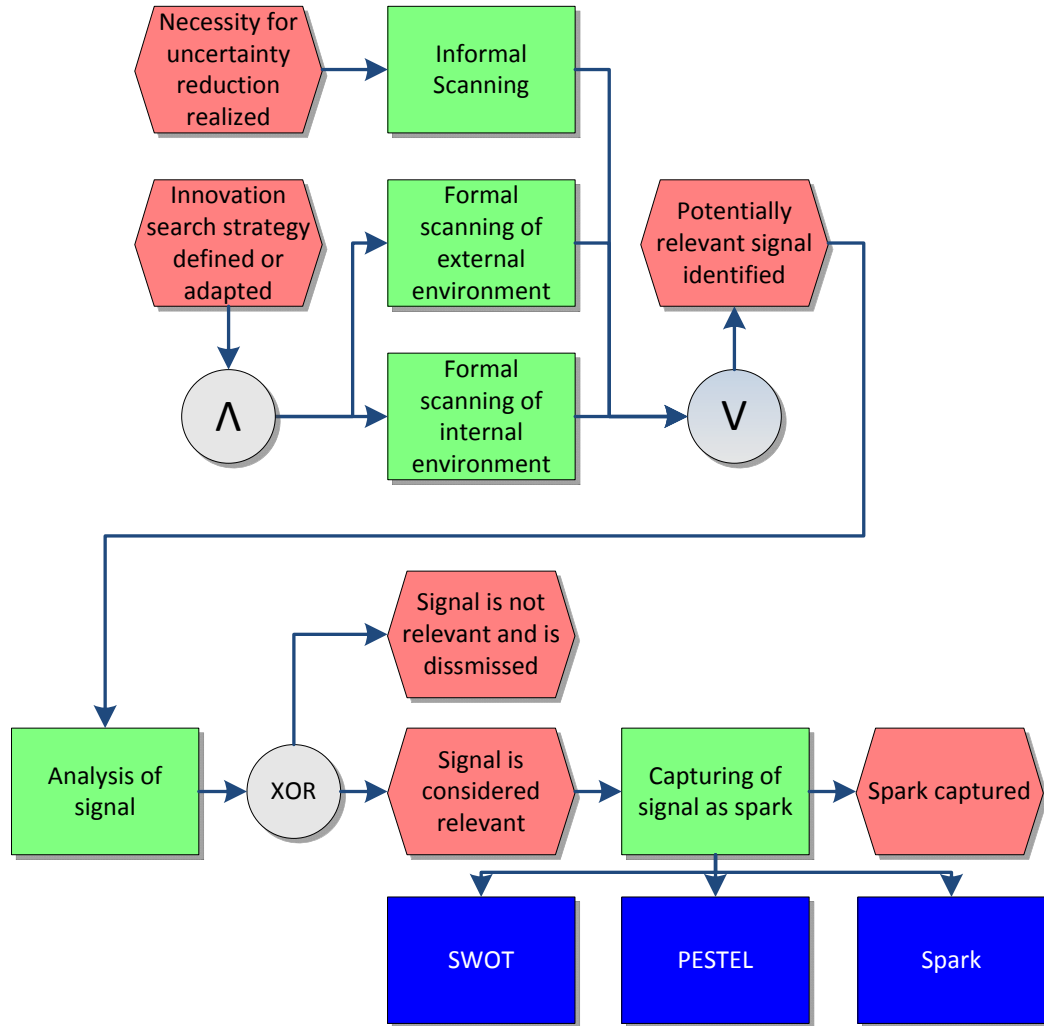 Necessity for
uncertainty
reduction
realized
Informal
Scanning
Innovation
search strategy
defined or
adapted
Formal
scanning of
external
environment
Potentially
relevant signal
identified
Λ
Formal
scanning of
internal
environment
V
Signal is not
relevant and is
dissmissed
Analysis of
signal
XOR
Signal is
considered
relevant
Capturing of
signal as spark
Spark captured
SWOT
PESTEL
Spark